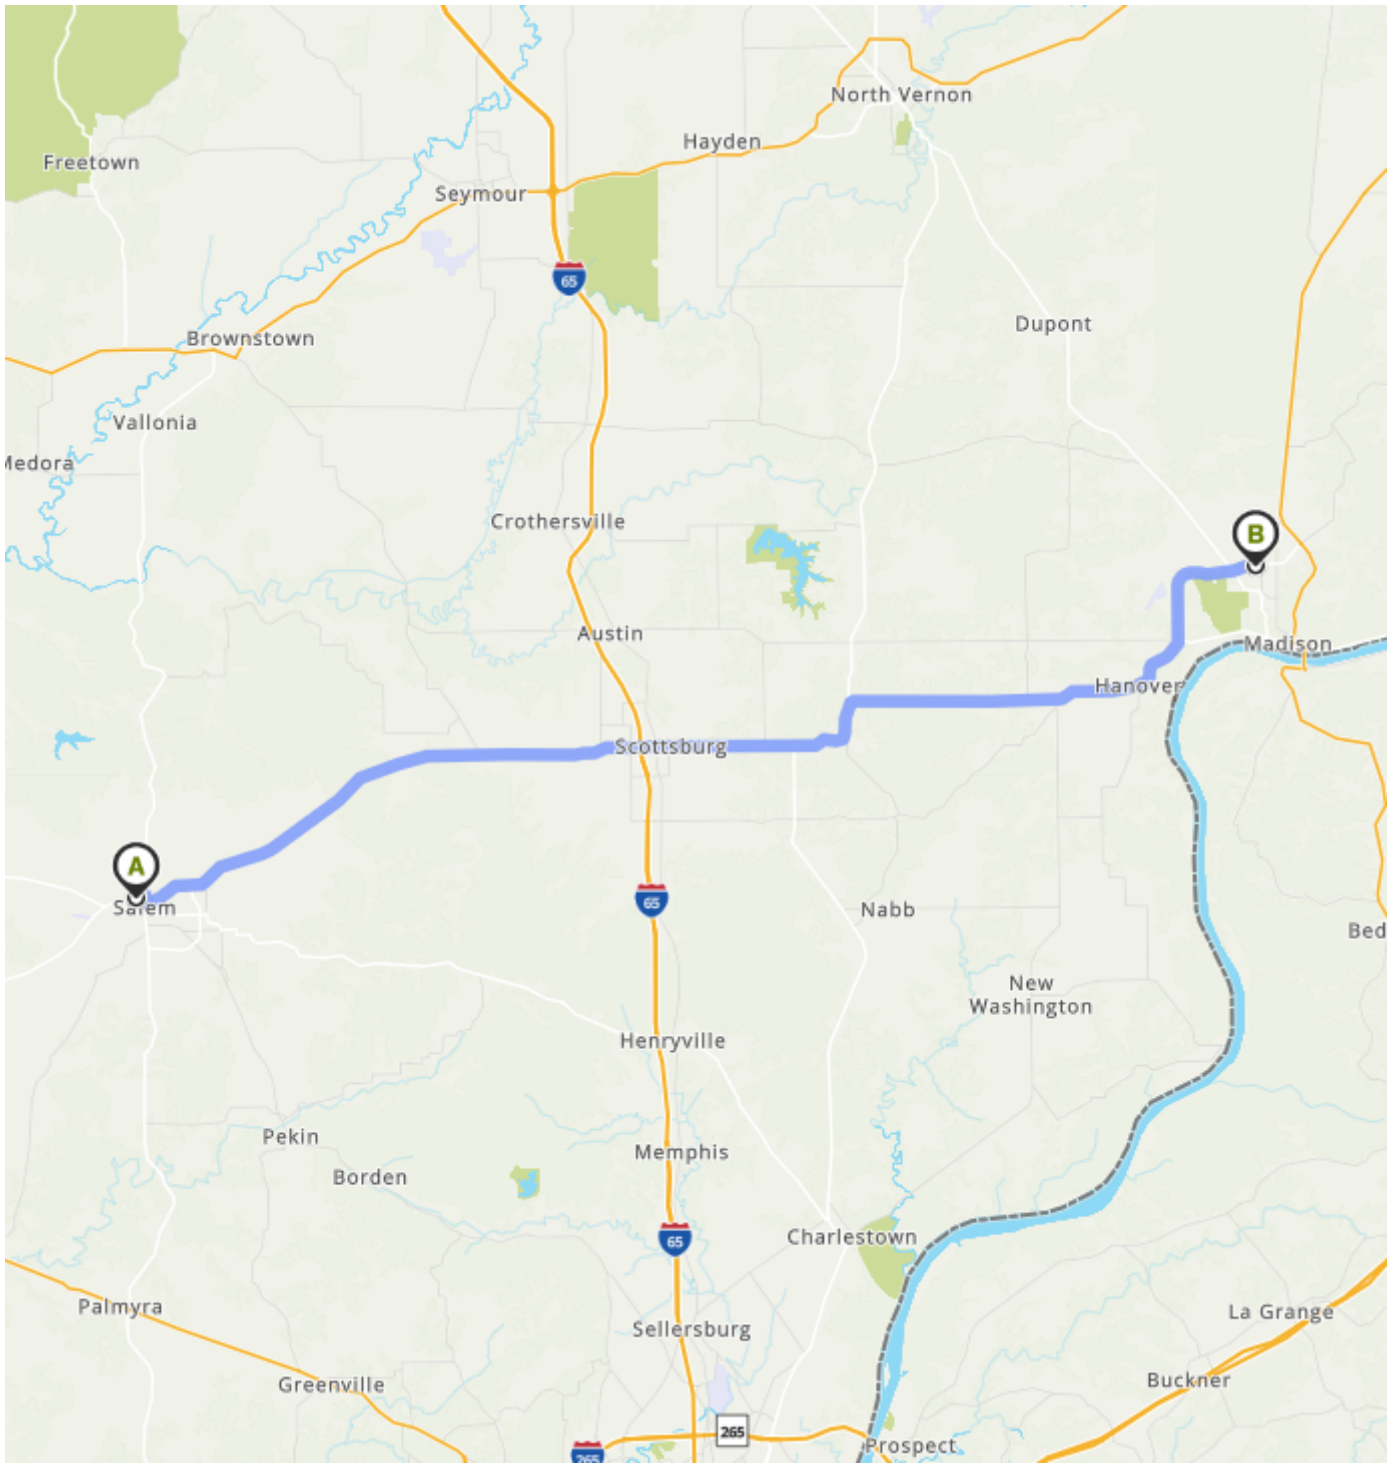 North Vernon
Hayden
Freetown
Seymour
65
Dupont
Brownstown
Vallonia
Medora
Crothersville
B
Austin
Madison
Hanover
Scottsburg
A
Salem
65
Nabb
Bed
New
Washington
Henryville
Pekin
Memphis
Borden
Charlestown
65
Palmyra
La Grange
Sellersburg
Buckner
Greenville
265
Prospect
265